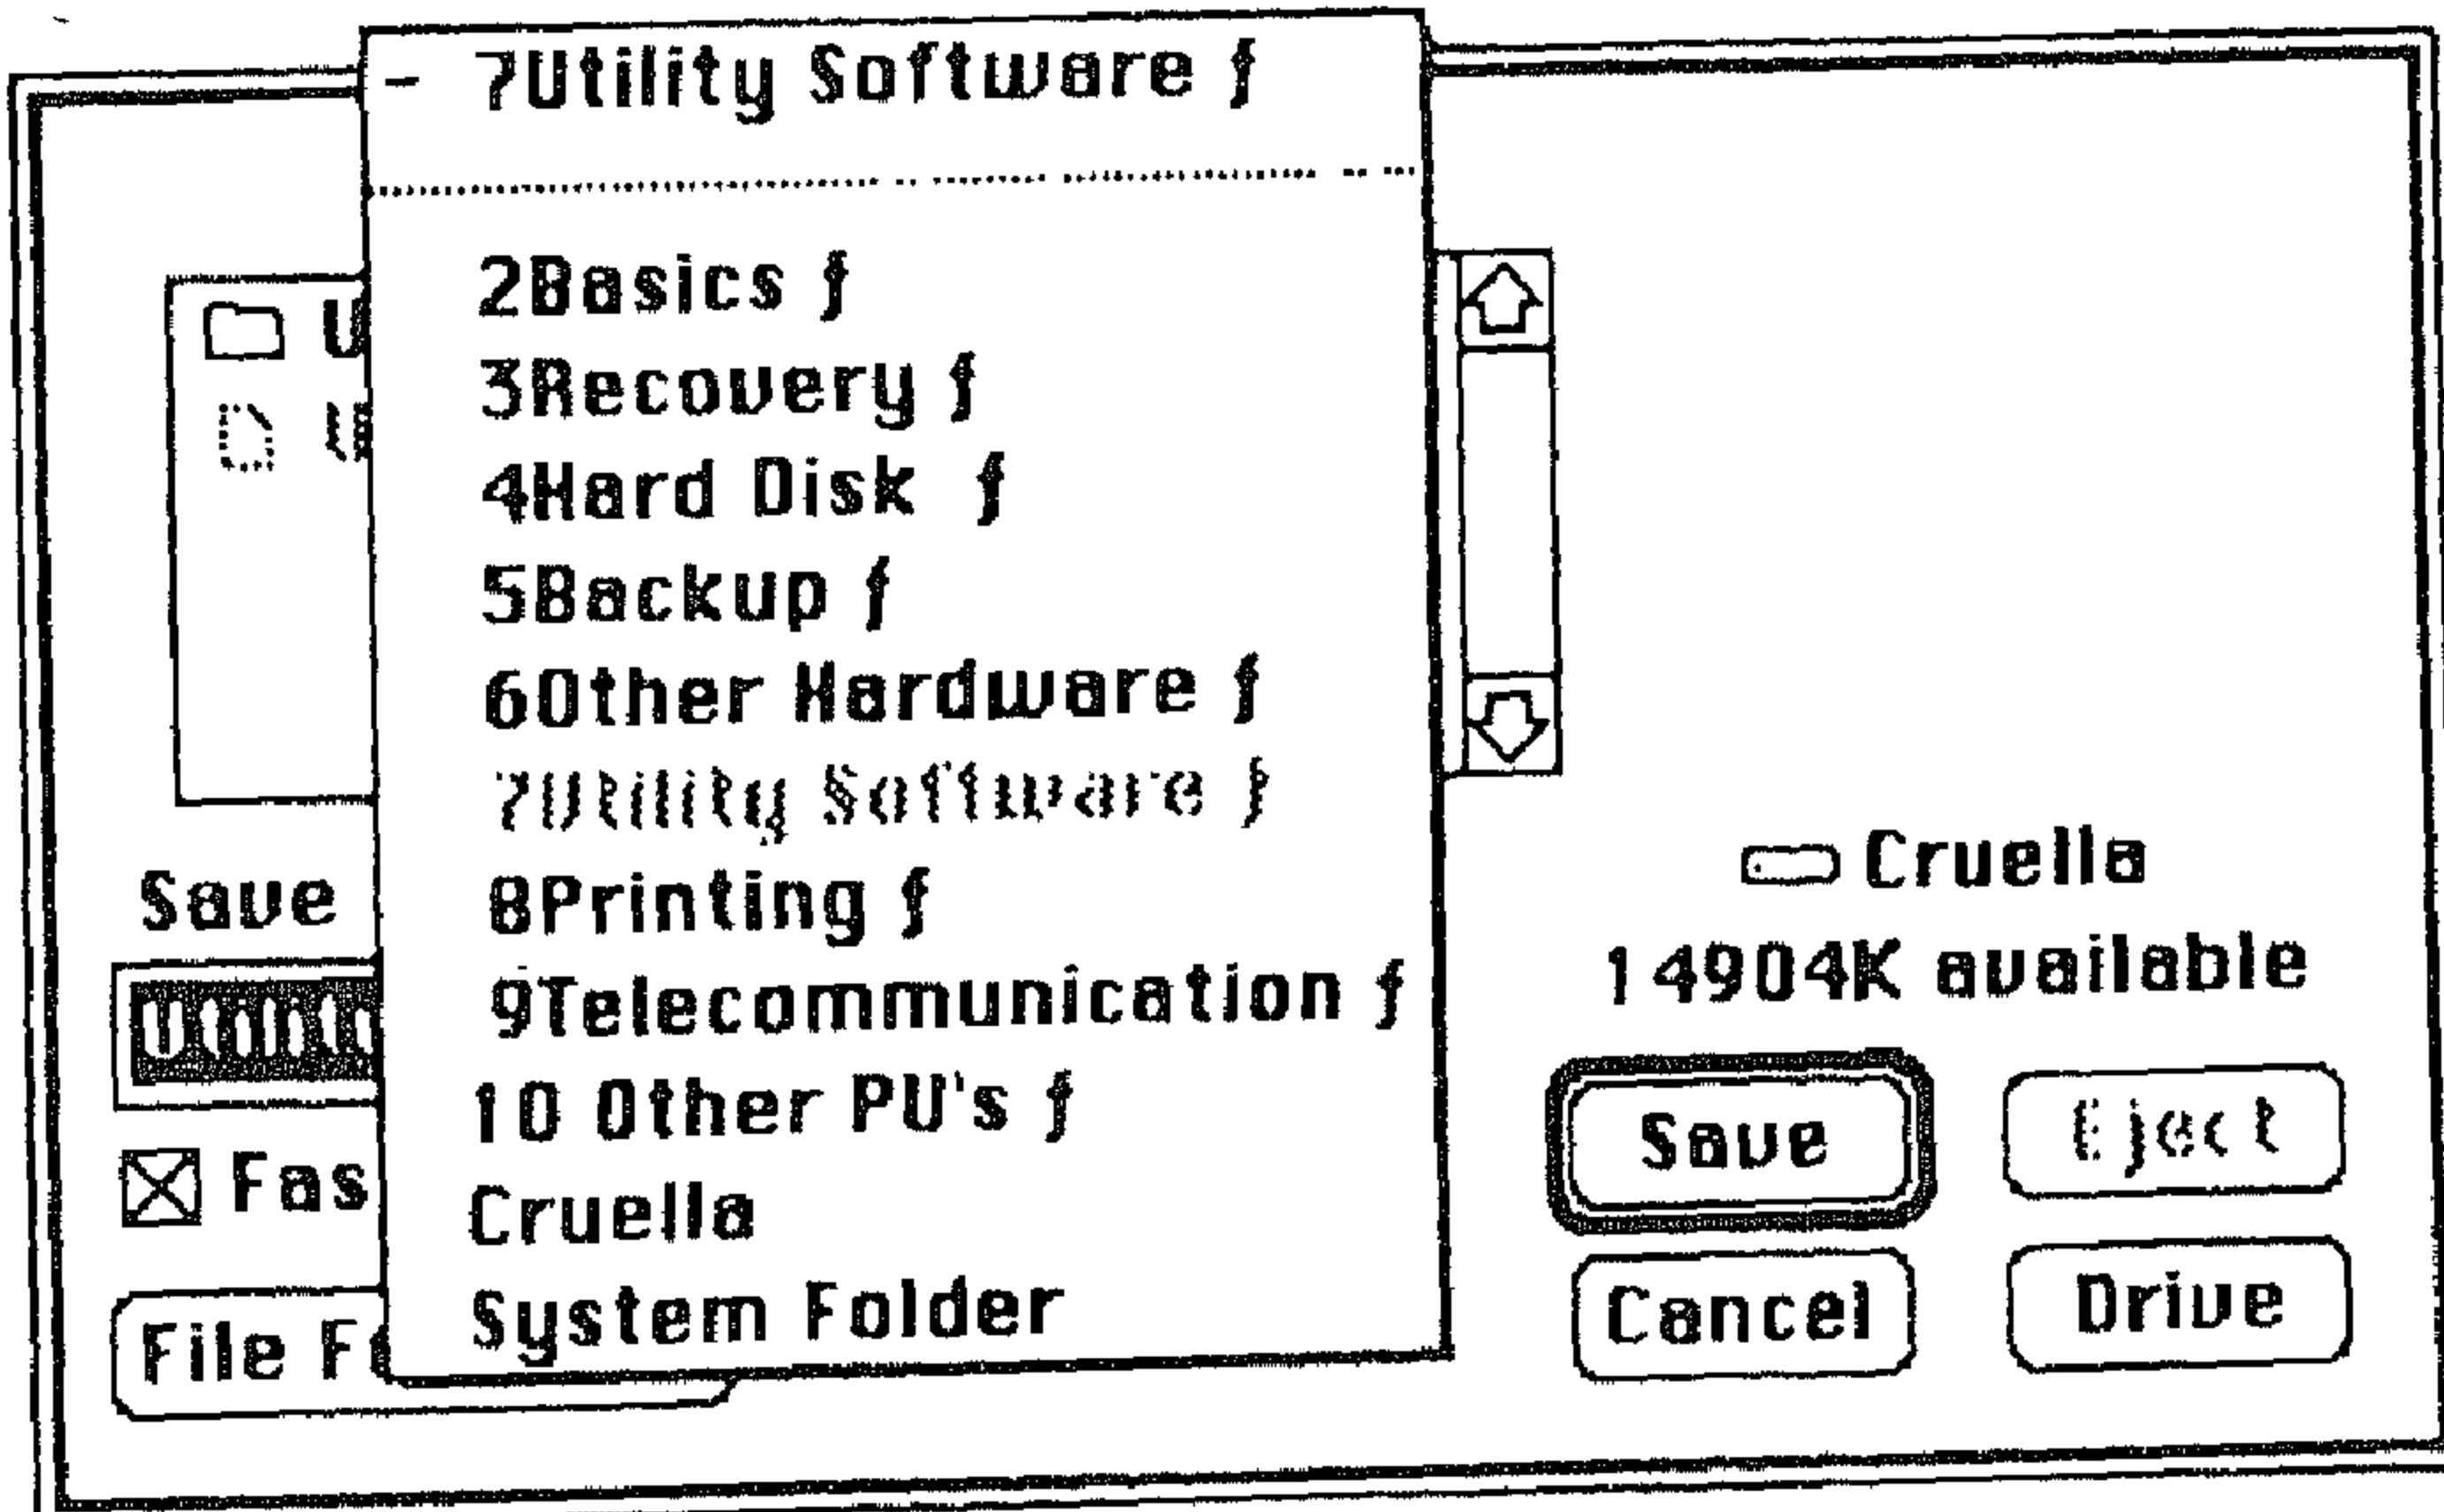 - 7Utility Software ƒ
2Basics ƒ
3Recovery ƒ
4Hard Disk ƒ
5Backup ƒ
6Other Hardware ƒ
7Utility Software ƒ
8Printing ƒ
9Telecommunication ƒ
10 Other PU's ƒ
Cruella
System Folder
Save
Fas
File F
Cruella
14904K available
Save
Eject
Cancel
Drive